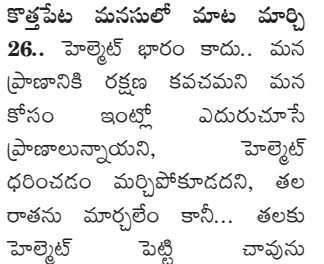 కొత్తపేట మనసులో మాట మార్చి
26.. హెల్మెట్ భారం కాదు.. మన
ప్రాణానికి రక్షణ కవచమని మన
కోసం ఇంట్లో ఎదురుచూసే
ప్రాణాలున్నాయని, హెల్మెట్
ధరించడం మర్చిపోకూడదని, తల
రాతను మార్చలేం కానీ... తలకు
హెల్మెట్ పెట్టి చావును